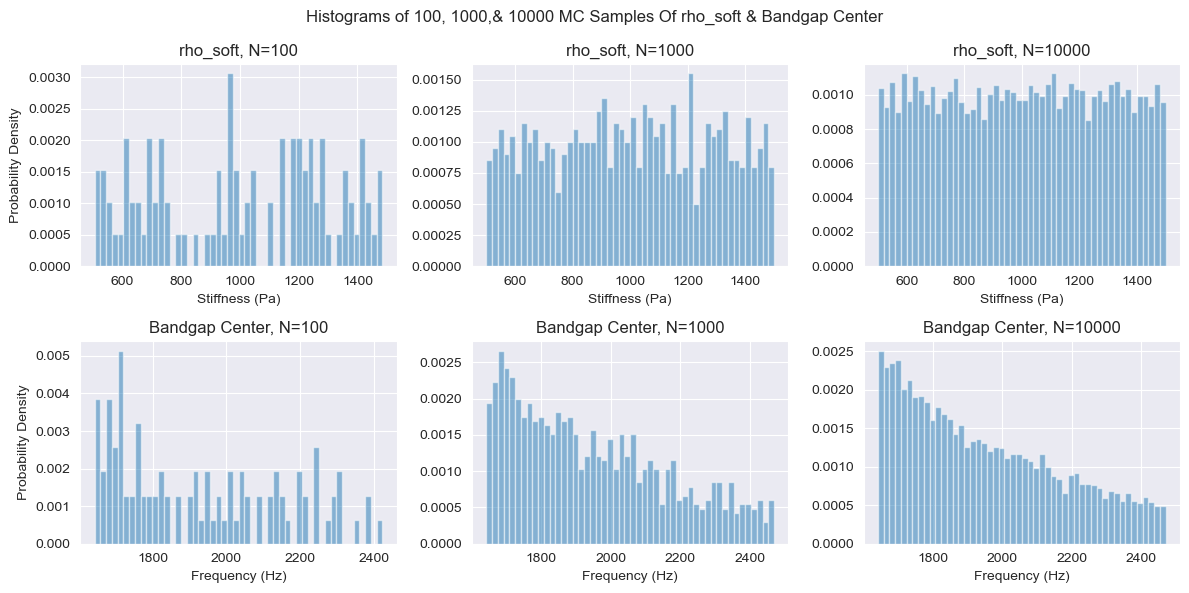 Histograms of 100, 1000,& 10000 MC Samples Of rho_soft & Bandgap Center
rho_soft, N=100
rho_soft, N=1000
rho_soft, N=10000
Probability Density
0.0030
0.0025
0.0020
0.0015
0.0010
0.0005
0.0000
600 800 1000 1200 1400
Stiffness (Pa)
0.00150
0.00125
0.00100
0.00075
0.00050
0.00025
0.00000
600 800 1000 1200 1400
Stiffness (Pa)
0.0010
0.0008
0.0006
0.0004
0.0002
0.0000
600 800 1000 1200 1400
Stiffness (Pa)
Bandgap Center, N=100
Bandgap Center, N=1000
Bandgap Center, N=10000
Probability Density
0.005
0.004
0.003
0.002
0.001
0.000
1800 2000 2200 2400
Frequency (Hz)
0.0025
0.0020
0.0015
0.0010
0.0005
0.0000
1800 2000 2200 2400
Frequency (Hz)
0.0025
0.0020
0.0015
0.0010
0.0005
0.0000
1800 2000 2200 2400
Frequency (Hz)